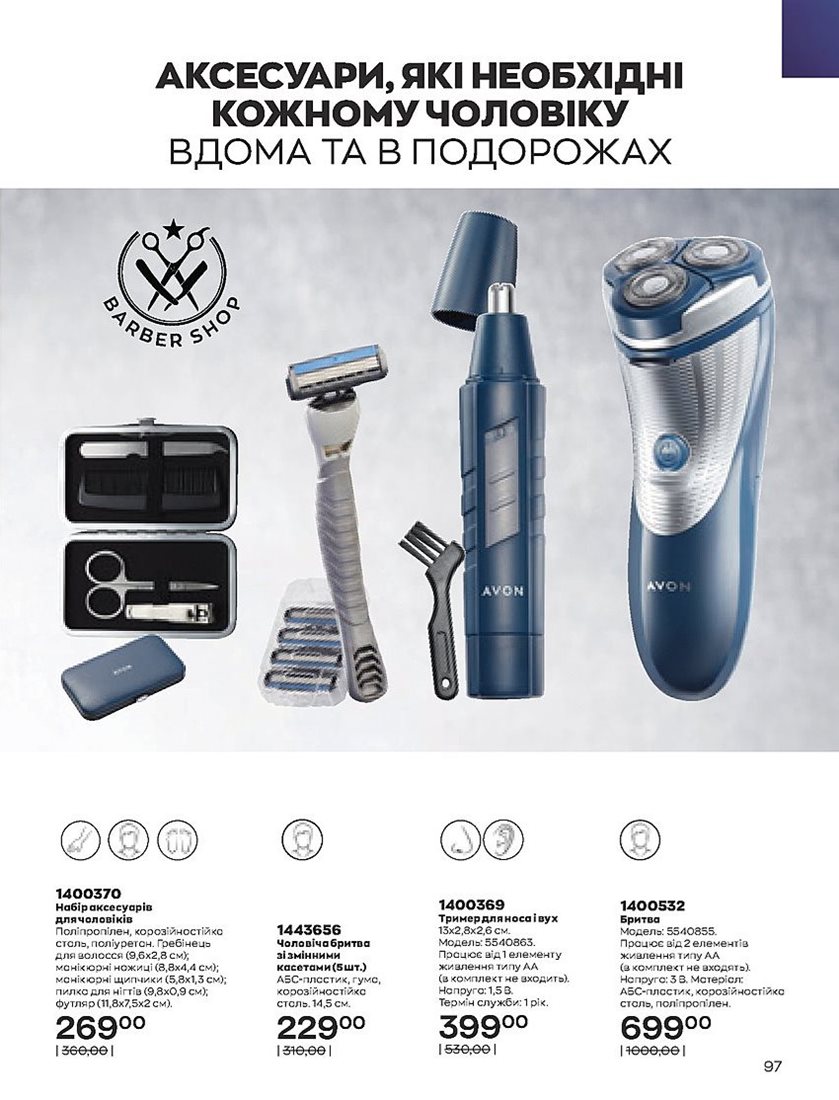 АКСЕСУАРИ, ЯКІ НЕОБХІДНІ
КОЖНОМУ ЧОЛОВІКУ
ВДОМА ТА В ПОДОРОЖАХ
BARBER SHOP
AVON
AVON
AVON
1400370
Набір аксесуарів
для чоловіків
Поліпропілен, корозійностійка
сталь, поліуретан. Гребінець
для волосся (9,6х2,8 см);
манікюрні ножиці (8,8х4,4 см);
манікюрні щипчики (5,8х1,3 см);
пилка для нігтів (9,8х0,9 см);
футляр (11,8х7,5х2 см).
269 00
| 360,00 |
1443656
Чоловіча бритва
зі змінними
касетами (5 шт.)
АБС-пластик, гума,
корозійностійка
сталь. 14,5 см.
229 00
| 310,00 |
1400369
Тример для носа і вух
13х2,8х2,6 см.
Модель: 5540863.
Працює від 1 елементу
живлення типу АА
(в комплект не входить).
Напруга: 1,5 В.
Термін служби: 1 рік.
399 00
| 530,00 |
1400532
Бритва
Модель: 5540855.
Працює від 2 елементів
живлення типу АА
(в комплект не входять).
Напруга: 3 В. Матеріал:
АБС-пластик, корозійностійка
сталь, поліпропілен.
699 00
| 1000,00 |
97